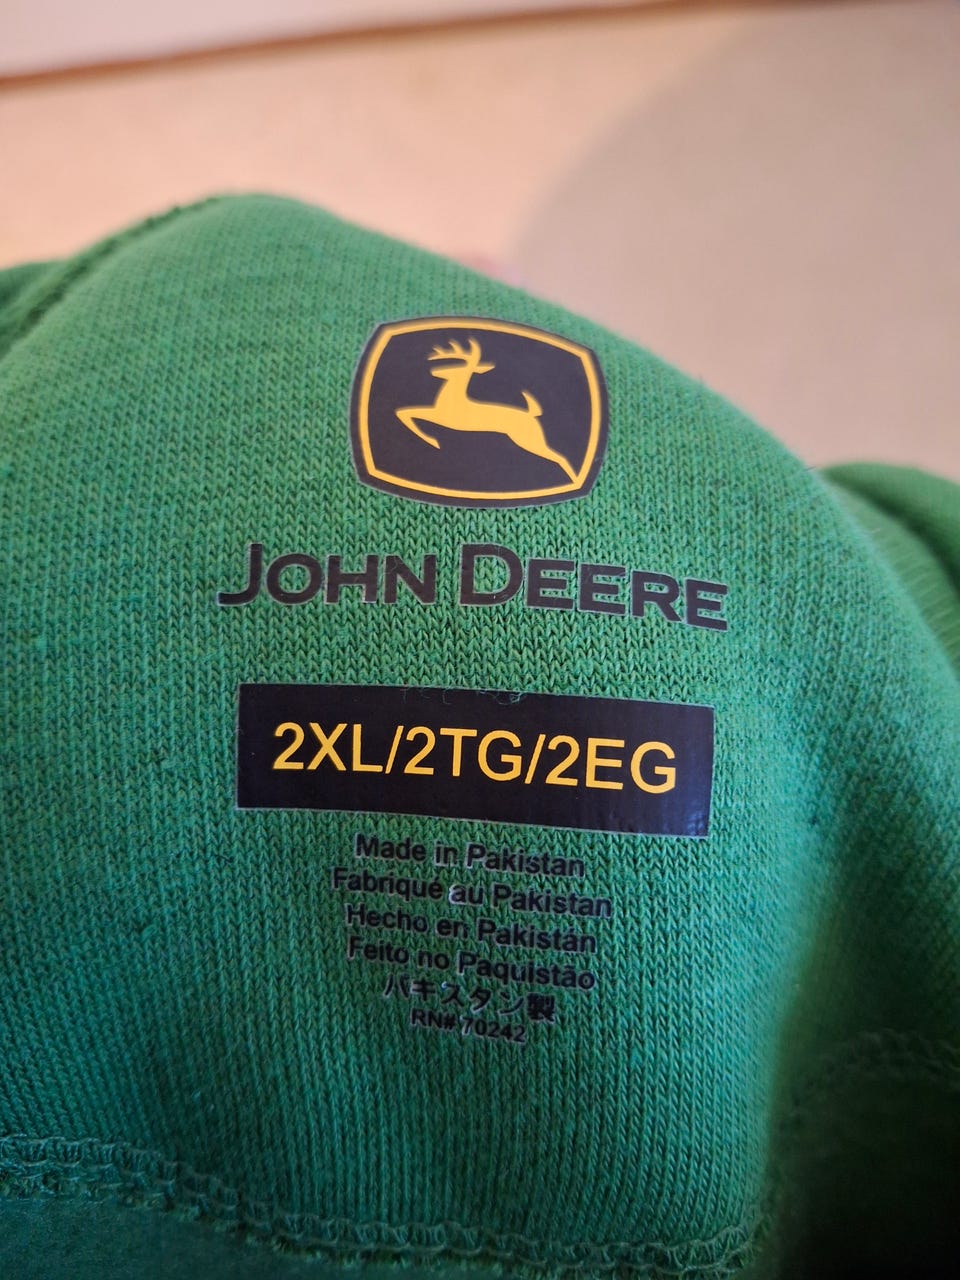 JOHN DEERE
2XL/2TG/2EG
Made in Pakistan
Fabriqué au Pakistan
Hecho en Pakistán
Feito no Paquistão
パキスタン製
RN# 70242